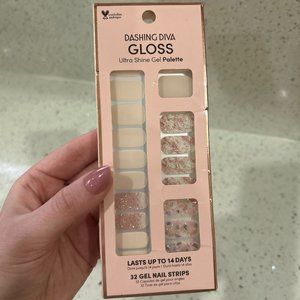 DASHING DIVA
GLOSS
Ultra Shine Gel Palette
LASTS UP TO 14 DAYS
32 GEL NAIL STRIPS